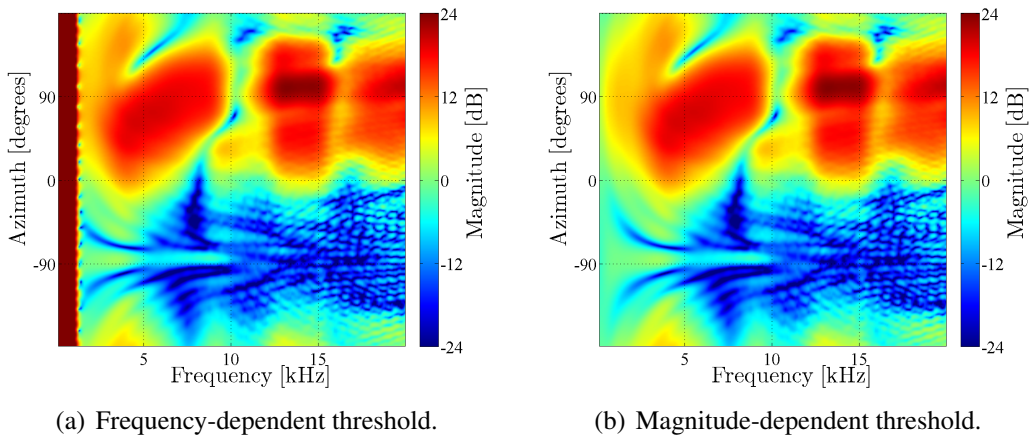 24
12
0
-12
-24
Magnitude [dB]
90
0
-90
Azimuth [degrees]
5
10
15
Frequency [kHz]
(a) Frequency-dependent threshold.
24
12
0
-12
-24
Magnitude [dB]
90
0
-90
Azimuth [degrees]
5
10
15
Frequency [kHz]
(b) Magnitude-dependent threshold.